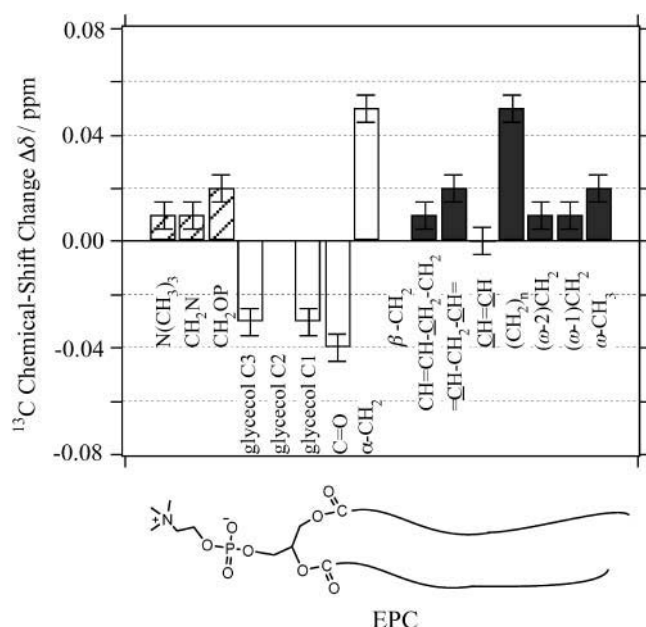 0.08
0.04
0.00
-0.04
-0.08
¹³C Chemical-Shift Change Δδ / ppm
N(CH₃)₃
CH₂N
CH₂OP
glycecol C3
glycecol C2
glycecol C1
C=O
α-CH₂
β-CH₂
CH=CH-CH₂-CH₂
=CH-CH₂-CH=
CH=CH
(CH₂)ₙ
(ω-2)CH₂
(ω-1)CH₂
ω-CH₃
N
+
O
P
O⁻
O
O
O
C
O
O
C
O
EPC